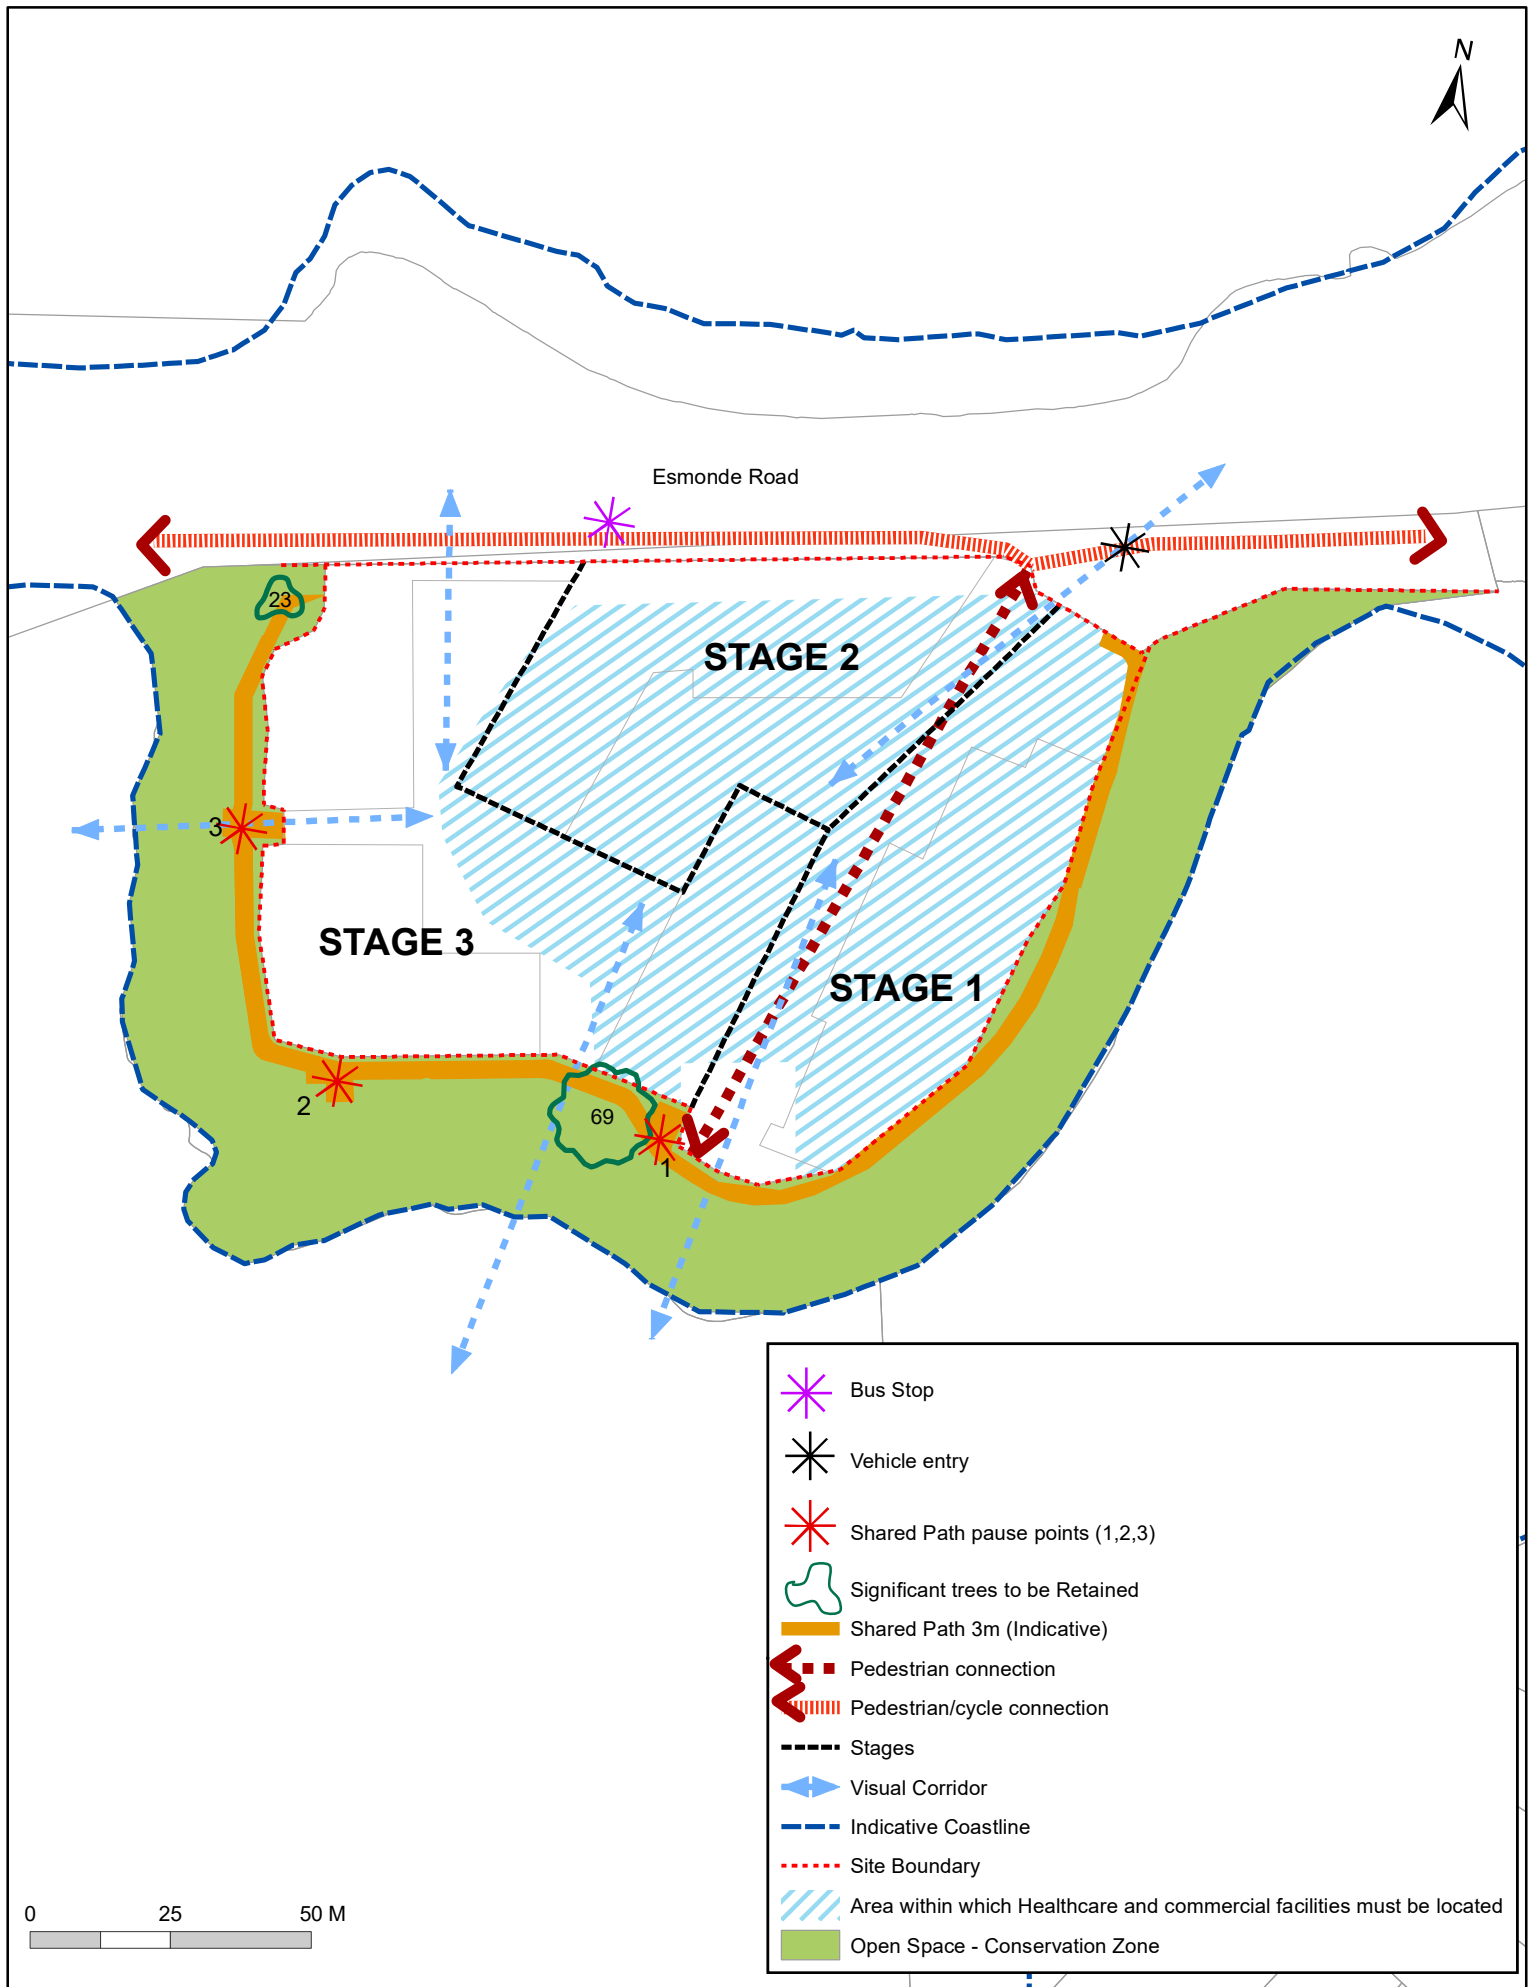 N
Esmonde Road
23
STAGE 2
3
STAGE 3
STAGE 1
2
69
1
Bus Stop
Vehicle entry
Shared Path pause points (1,2,3)
Significant trees to be Retained
Shared Path 3m (Indicative)
Pedestrian connection
Pedestrian/cycle connection
Stages
Visual Corridor
Indicative Coastline
Site Boundary
Area within which Healthcare and commercial facilities must be located
Open Space - Conservation Zone
0 25 50 M